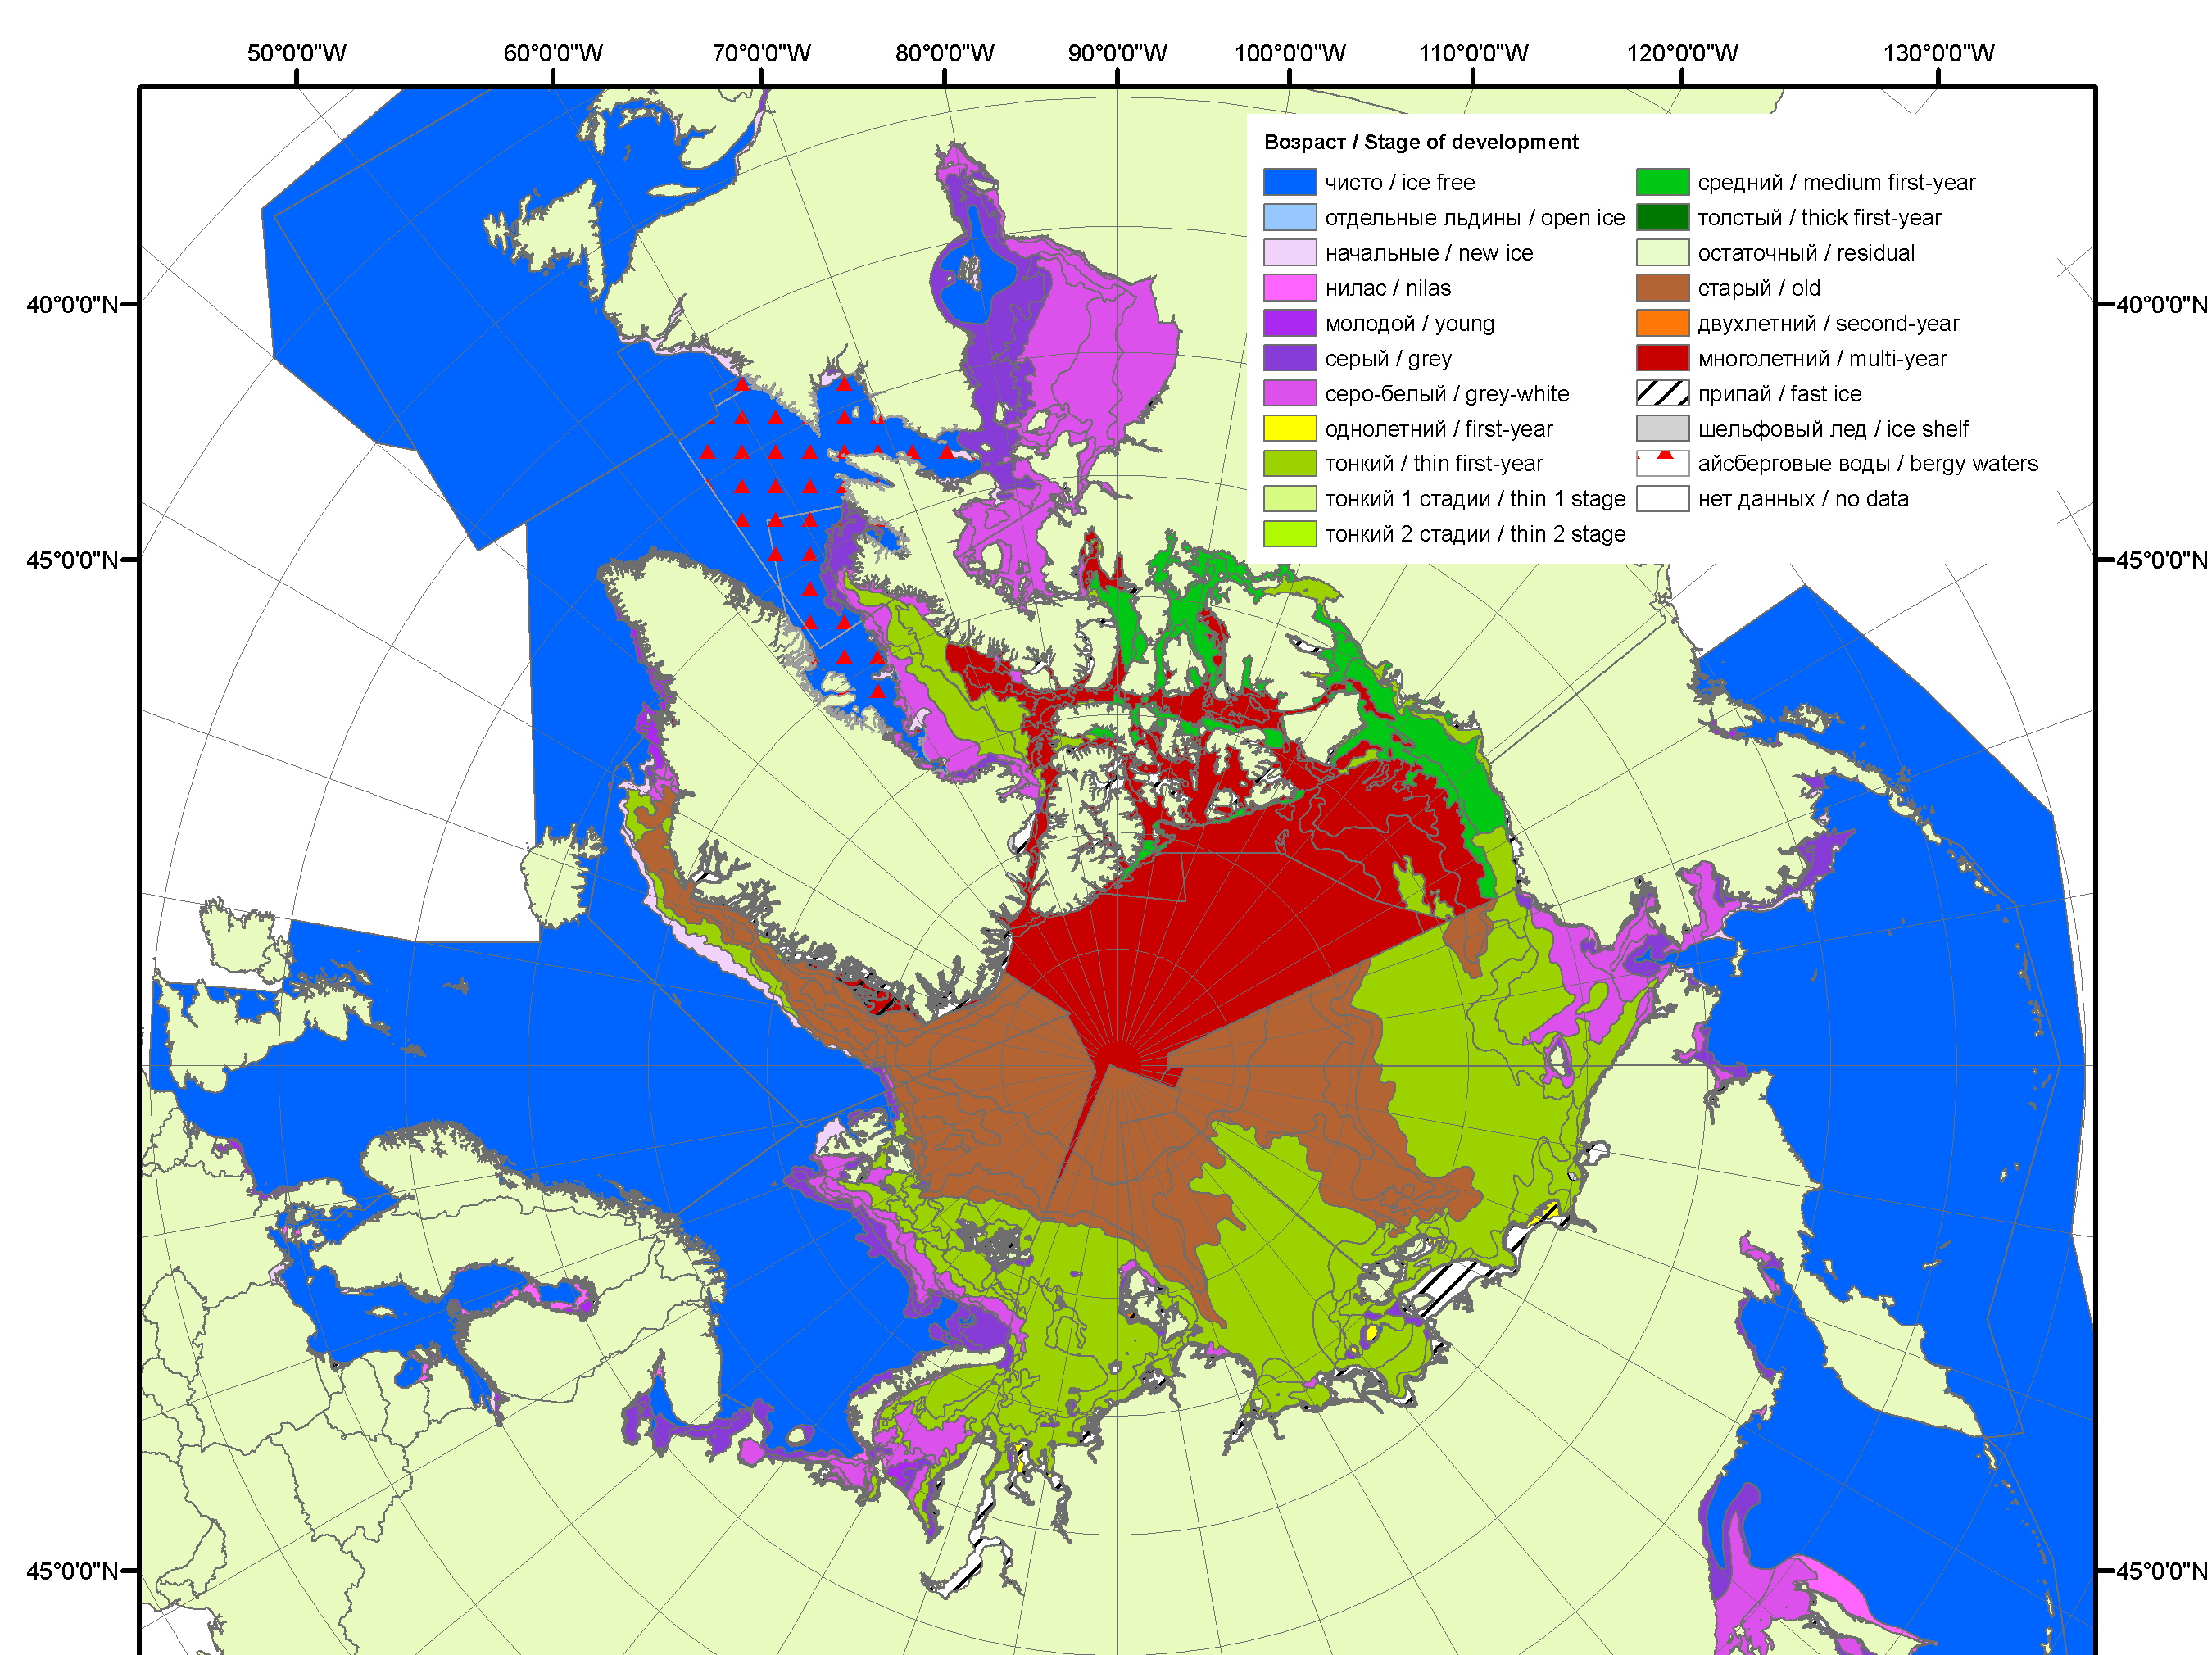 50°0'0"W 60°0'0"W 70°0'0"W 80°0'0"W 90°0'0"W 100°0'0"W 110°0'0"W 120°0'0"W 130°0'0"W
Возраст / Stage of development
чисто / ice free
отдельные льдины / open ice
начальные / new ice
нилас / nilas
молодой / young
серый / grey
серо-белый / grey-white
однолетний / first-year
тонкий / thin first-year
тонкий 1 стадии / thin 1 stage
тонкий 2 стадии / thin 2 stage
средний / medium first-year
толстый / thick first-year
остаточный / residual
старый / old
двухлетний / second-year
многолетний / multi-year
припай / fast ice
шельфовый лед / ice shelf
айсберговые воды / bergy waters
нет данных / no data
40°0'0"N 40°0'0"N
45°0'0"N 45°0'0"N
45°0'0"N 45°0'0"N